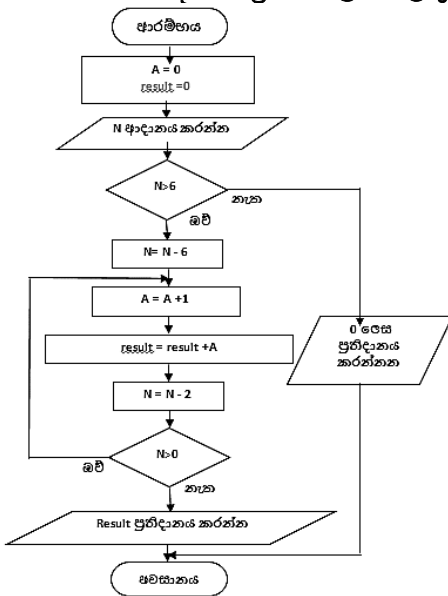 ආරම්භය
A = 0
result =0
N ආදානය කරන්න
N>6
නැත
ඔව්
N= N - 6
A = A +1
0 ලෙස
ප්‍රතිදානය
කරන්නන
result = result +A
N = N - 2
N>0
ඔව්
නැත
Result ප්‍රතිදානය කරන්න
අවසානය